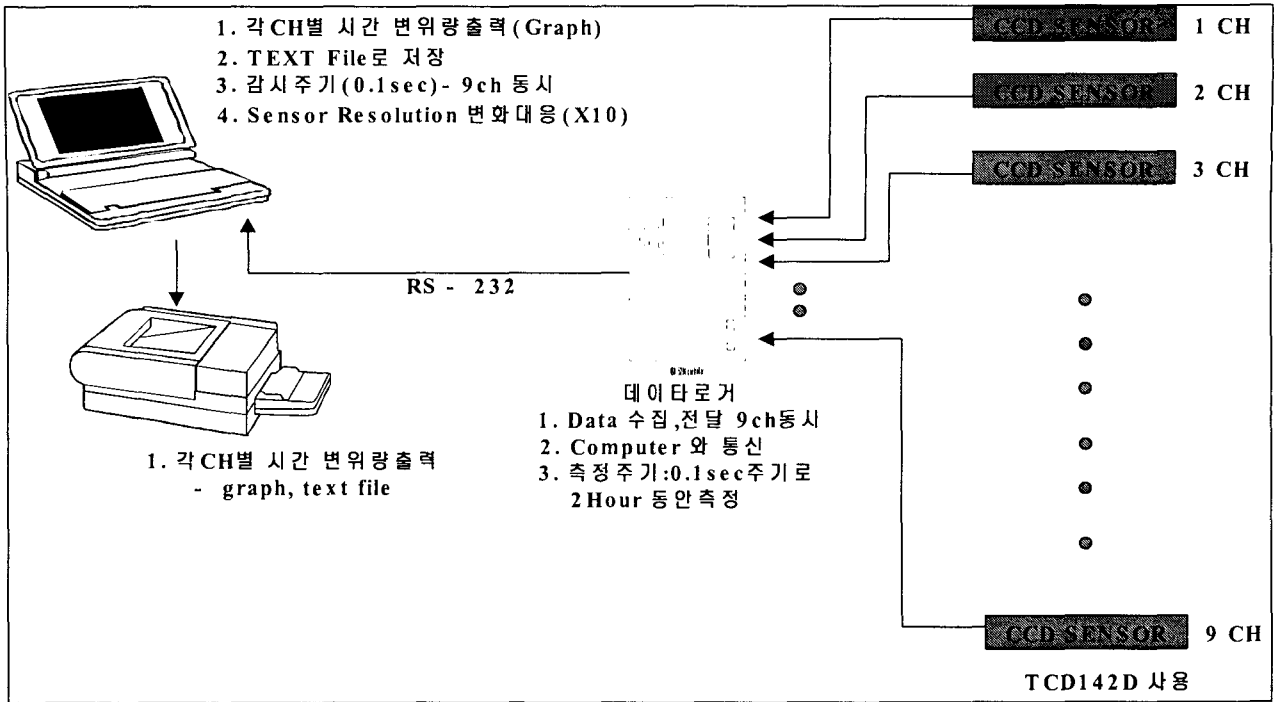 1. 각CH별 시간 변위량출력(Graph)
2. TEXT File로 저장
3. 감시주기(0.1sec)- 9ch 동시
4. Sensor Resolution 변화대응(X10)
CCD SENSOR 1 CH
CCD SENSOR 2 CH
CCD SENSOR 3 CH
RS - 232
데이타로거
1. Data 수집,전달 9ch동시
2. Computer 와 통신
3. 측정주기:0.1sec주기로
2Hour 동안측정
1. 각CH별 시간 변위량출력
- graph, text file
CCD SENSOR 9 CH
TCD142D 사용